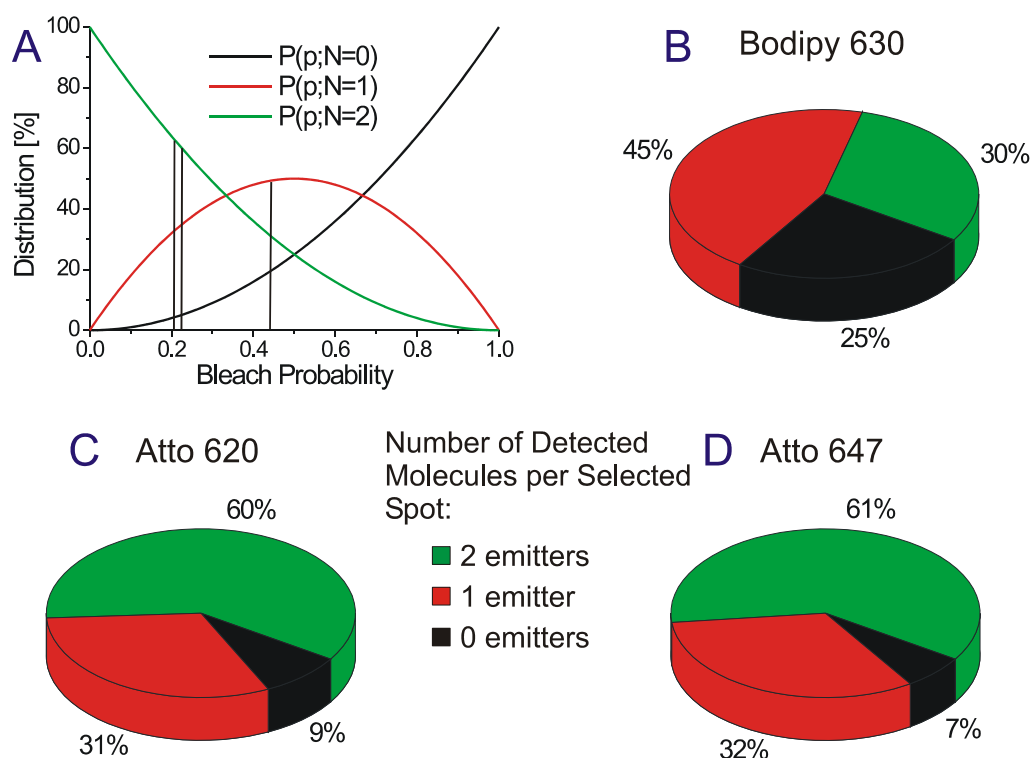 A
100
80
60
40
20
0
Distribution [%]
P(p;N=0)
P(p;N=1)
P(p;N=2)
0.0 0.2 0.4 0.6 0.8 1.0
Bleach Probability
B Bodipy 630
45%
30%
25%
C Atto 620
60%
31%
9%
Number of Detected
Molecules per Selected
Spot:
2 emitters
1 emitter
0 emitters
D Atto 647
61%
32%
7%